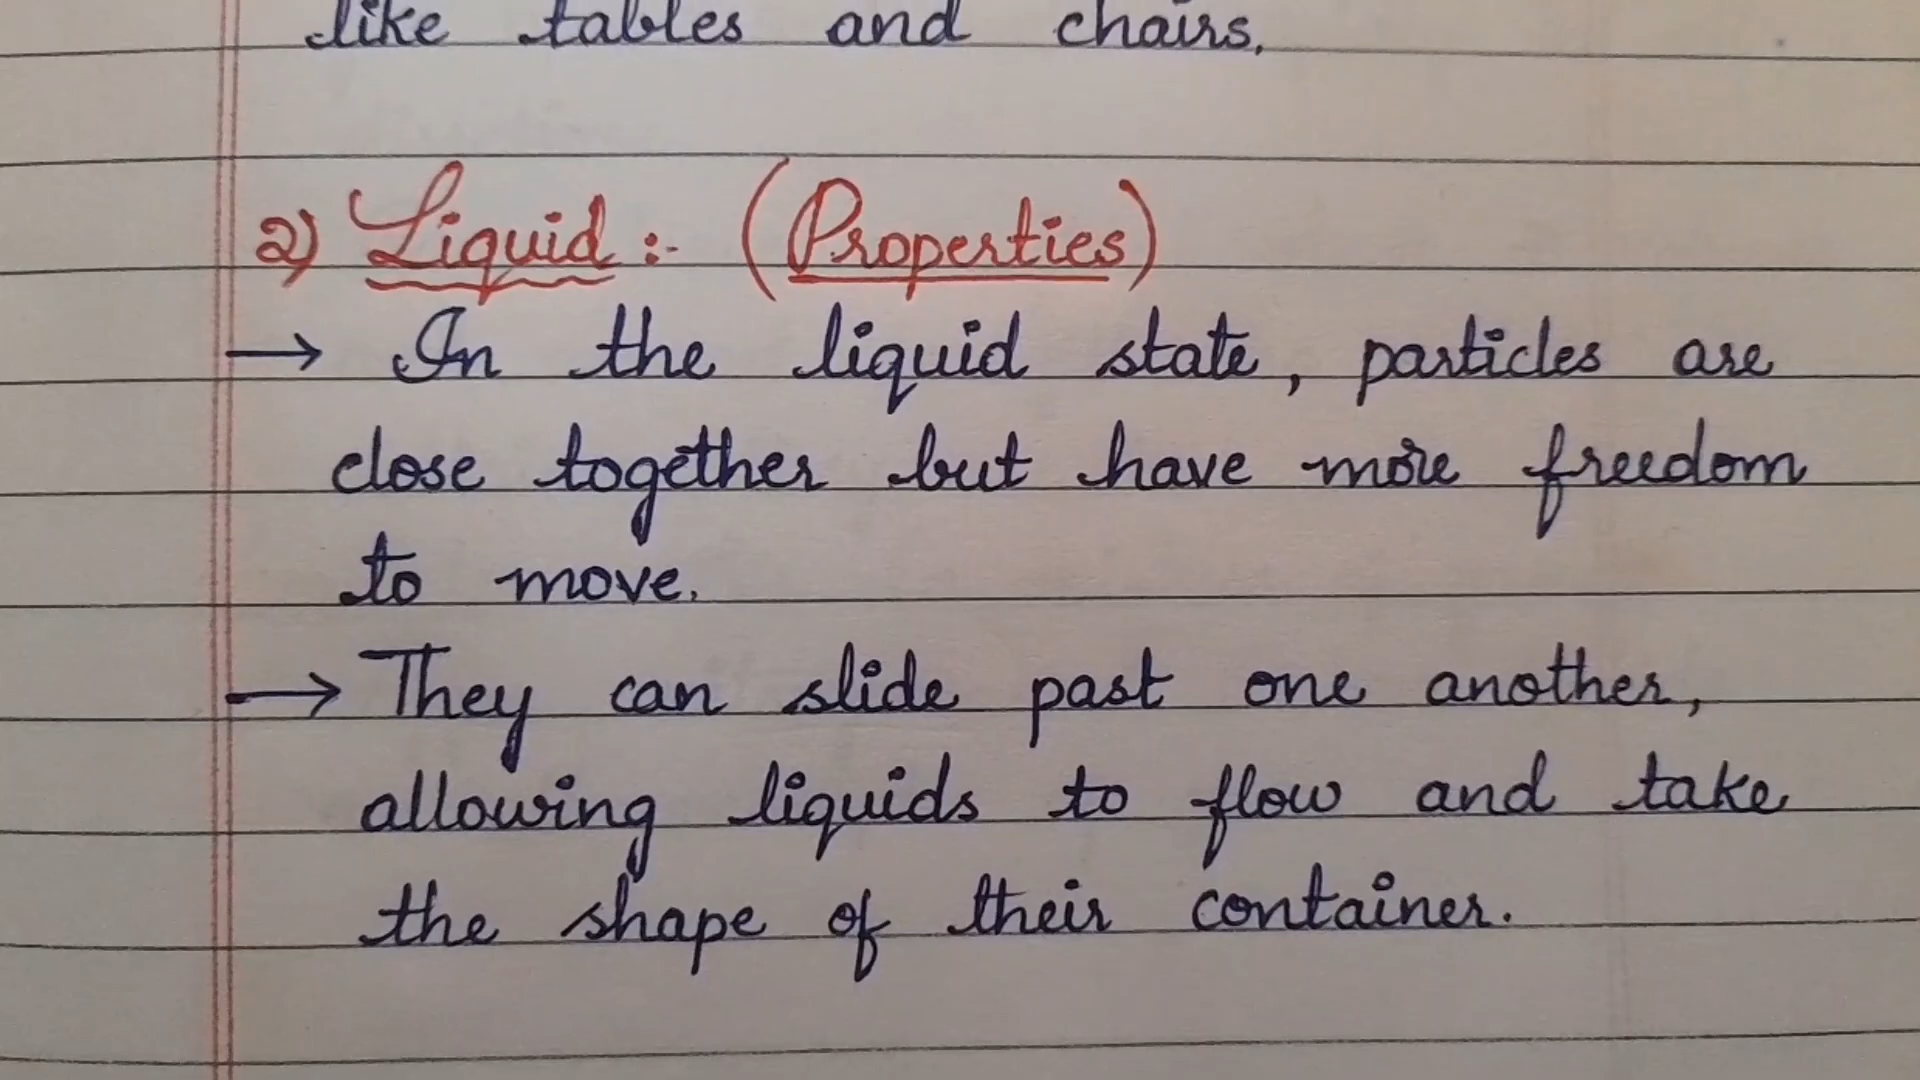 like tables and chairs.
2) Liquid :- (Properties)
→ In the liquid state, particles are
close together but have more freedom
to move.
→ They can slide past one another,
allowing liquids to flow and take
the shape of their container.